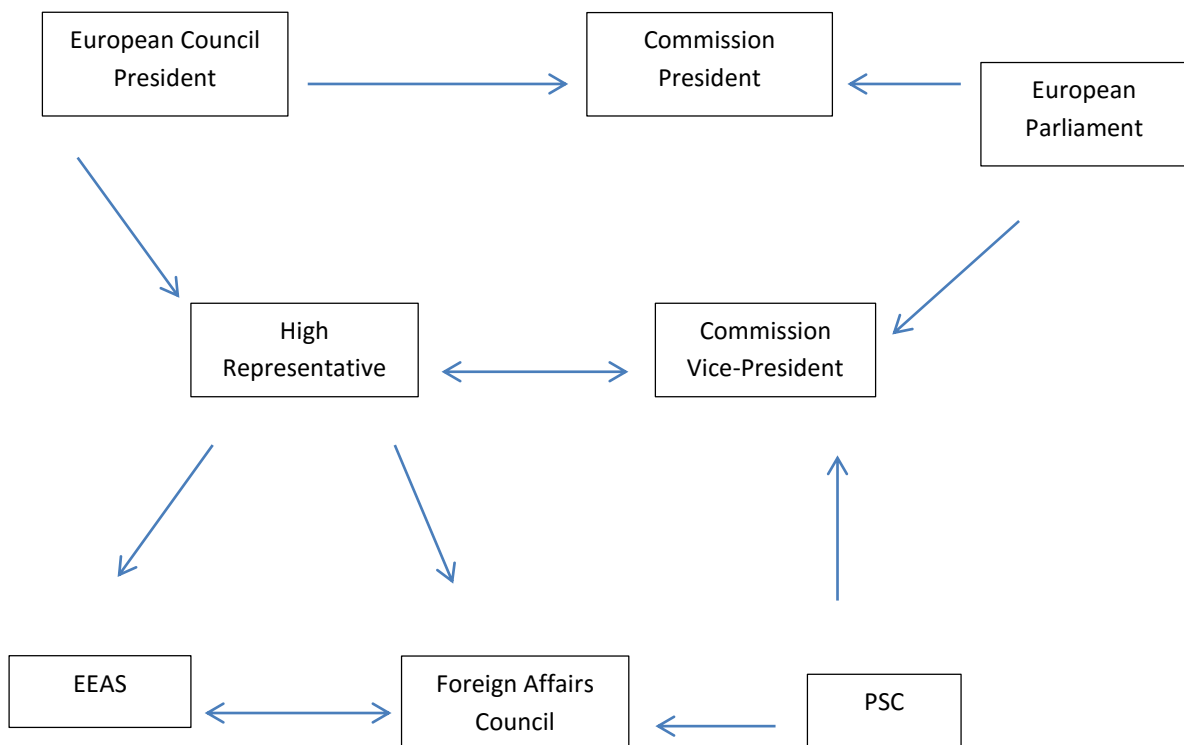 European Council
President
Commission
President
European
Parliament
High
Representative
Commission
Vice-President
EEAS
Foreign Affairs
Council
PSC